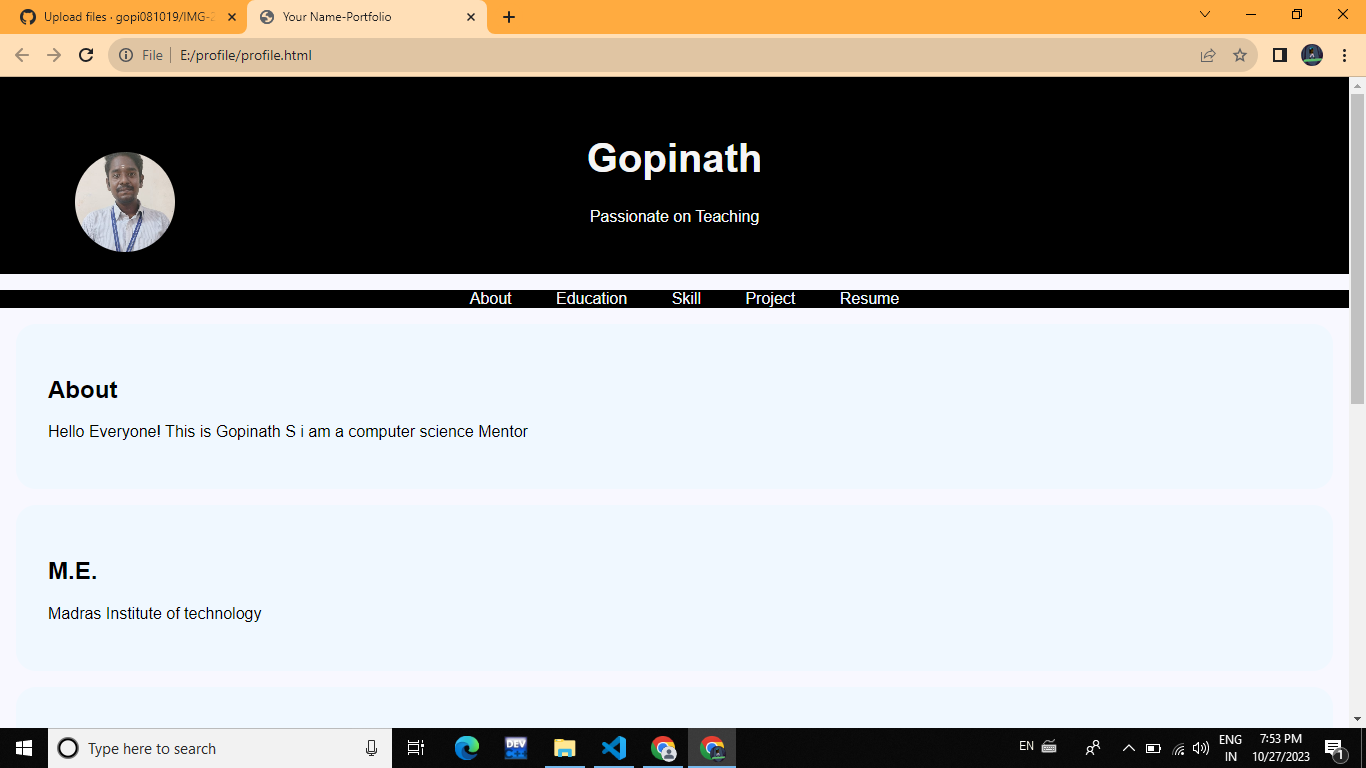 Upload files · gopi081019/IMG-2
Your Name-Portfolio
File
E:/profile/profile.html
Gopinath
Passionate on Teaching
About Education Skill Project Resume
About
Hello Everyone! This is Gopinath S i am a computer science Mentor
M.E.
Madras Institute of technology
Type here to search
DEV
EN
ENG
IN
7:53 PM
10/27/2023
1